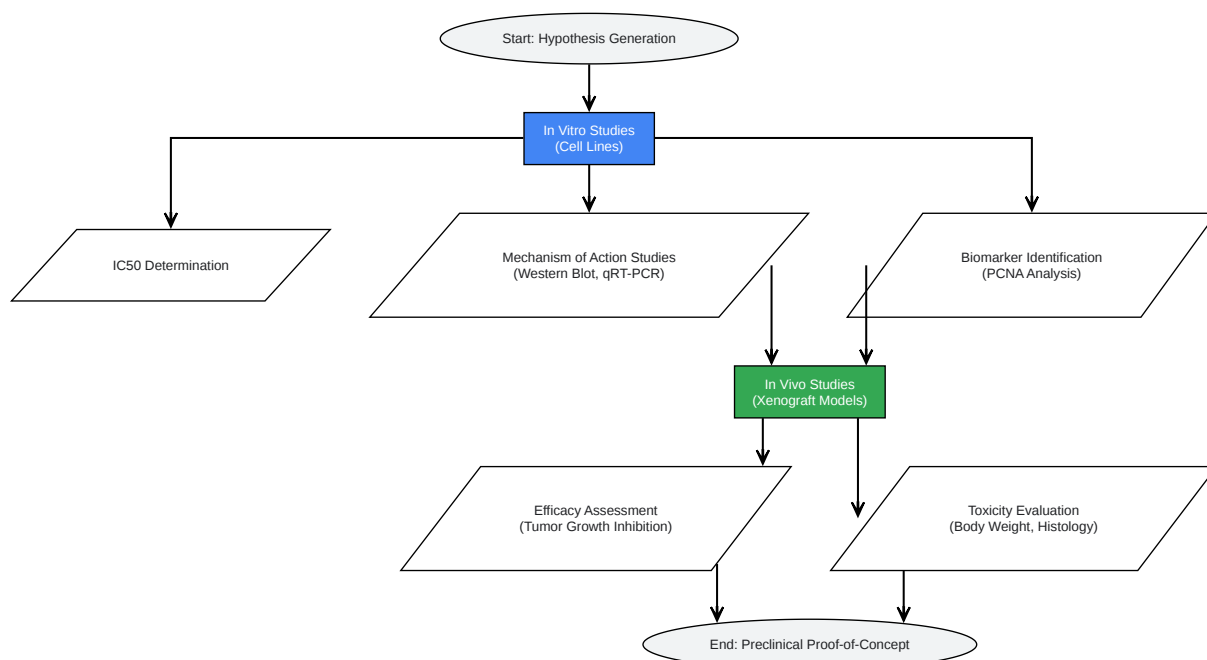 Start: Hypothesis Generation
In Vitro Studies
(Cell Lines)
IC50 Determination
Mechanism of Action Studies
(Western Blot, qRT-PCR)
Biomarker Identification
(PCNA Analysis)
In Vivo Studies
(Xenograft Models)
Efficacy Assessment
(Tumor Growth Inhibition)
Toxicity Evaluation
(Body Weight, Histology)
End: Preclinical Proof-of-Concept